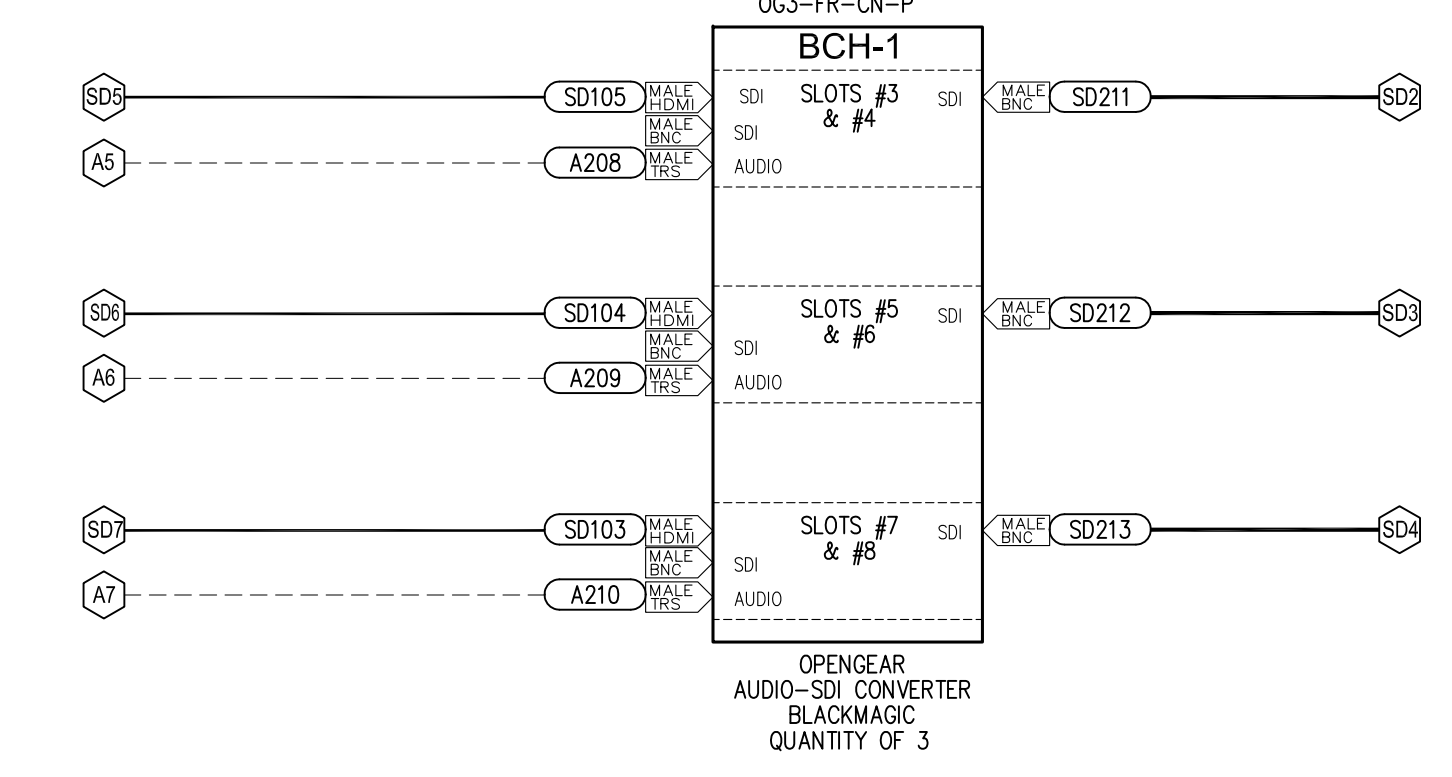 OG3-FR-CN-P
BCH-1
SD5
SD105
MALE
HDMI
SDI
SLOTS #3
& #4
SDI
MALE
BNC
SD211
SD2
MALE
BNC
SDI
A5
A208
MALE
TRS
AUDIO
SD6
SD104
MALE
HDMI
SLOTS #5
& #6
SDI
MALE
BNC
SD212
SD3
MALE
BNC
SDI
A6
A209
MALE
TRS
AUDIO
SD7
SD103
MALE
HDMI
SLOTS #7
& #8
SDI
MALE
BNC
SD213
SD4
MALE
BNC
SDI
A7
A210
MALE
TRS
AUDIO
OPENGEAR
AUDIO-SDI CONVERTER
BLACKMAGIC
QUANTITY OF 3